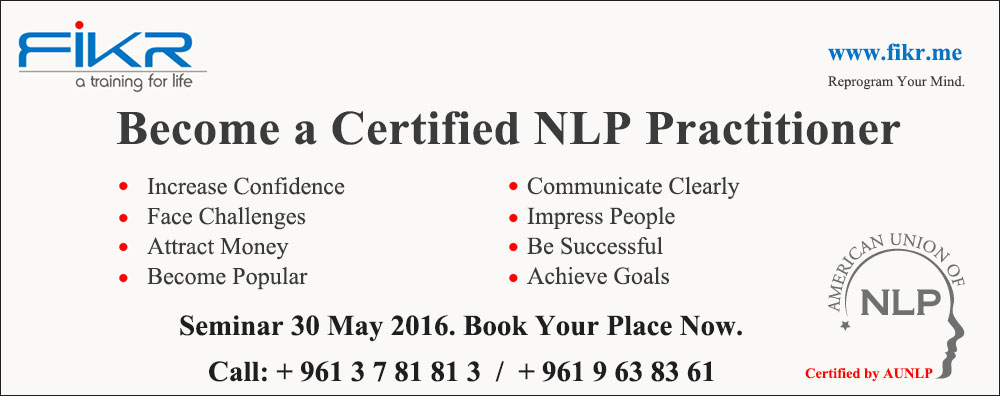 FIKR
a training for life
www.fikr.me
Reprogram Your Mind.
Become a Certified NLP Practitioner
• Increase Confidence
• Face Challenges
• Attract Money
• Become Popular
• Communicate Clearly
• Impress People
• Be Successful
• Achieve Goals
AMERICAN UNION OF
NLP
Seminar 30 May 2016. Book Your Place Now.
Call: + 961 3 7 81 81 3 / + 961 9 63 83 61
Certified by AUNLP